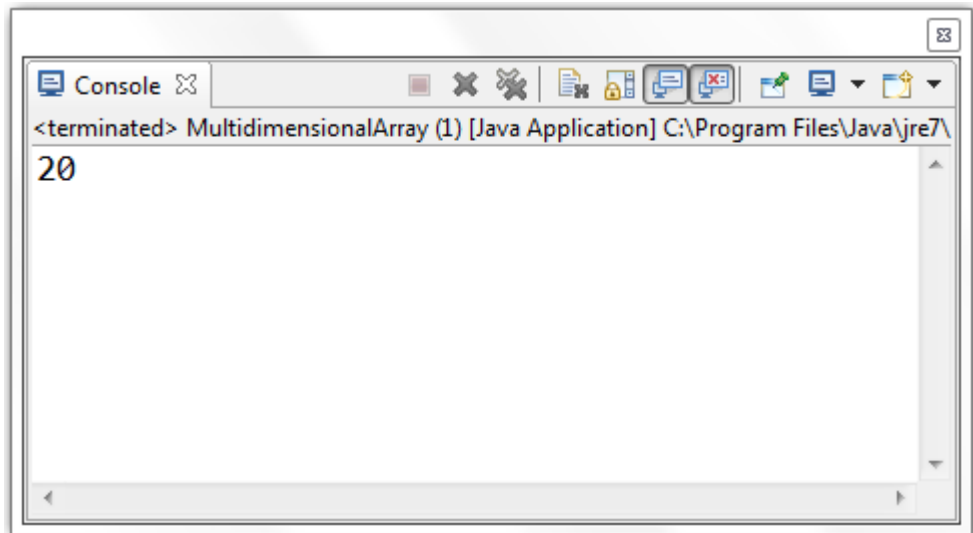 Console
<terminated> MultidimensionalArray (1) [Java Application] C:\Program Files\Java\jre7\
20